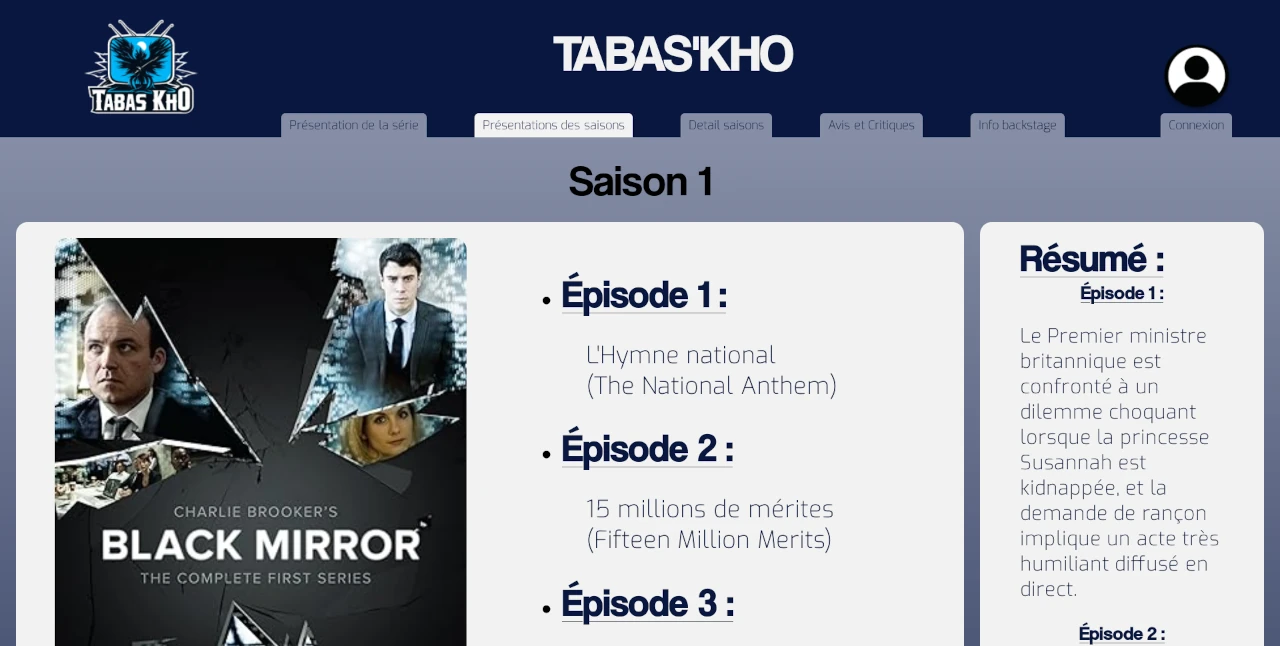 TABAS KHO
TABAS'KHO
Présentation de la série
Présentations des saisons
Detail saisons
Avis et Critiques
Info backstage
Connexion
Saison 1
CHARLIE BROOKER'S
BLACK MIRROR
THE COMPLETE FIRST SERIES
• Épisode 1 :
L'Hymne national
(The National Anthem)
• Épisode 2 :
15 millions de mérites
(Fifteen Million Merits)
• Épisode 3 :
Résumé :
Épisode 1 :
Le Premier ministre
britannique est
confronté à un
dilemme choquant
lorsque la princesse
Susannah est
kidnappée, et la
demande de rançon
implique un acte très
humiliant diffusé en
direct.
Épisode 2 :